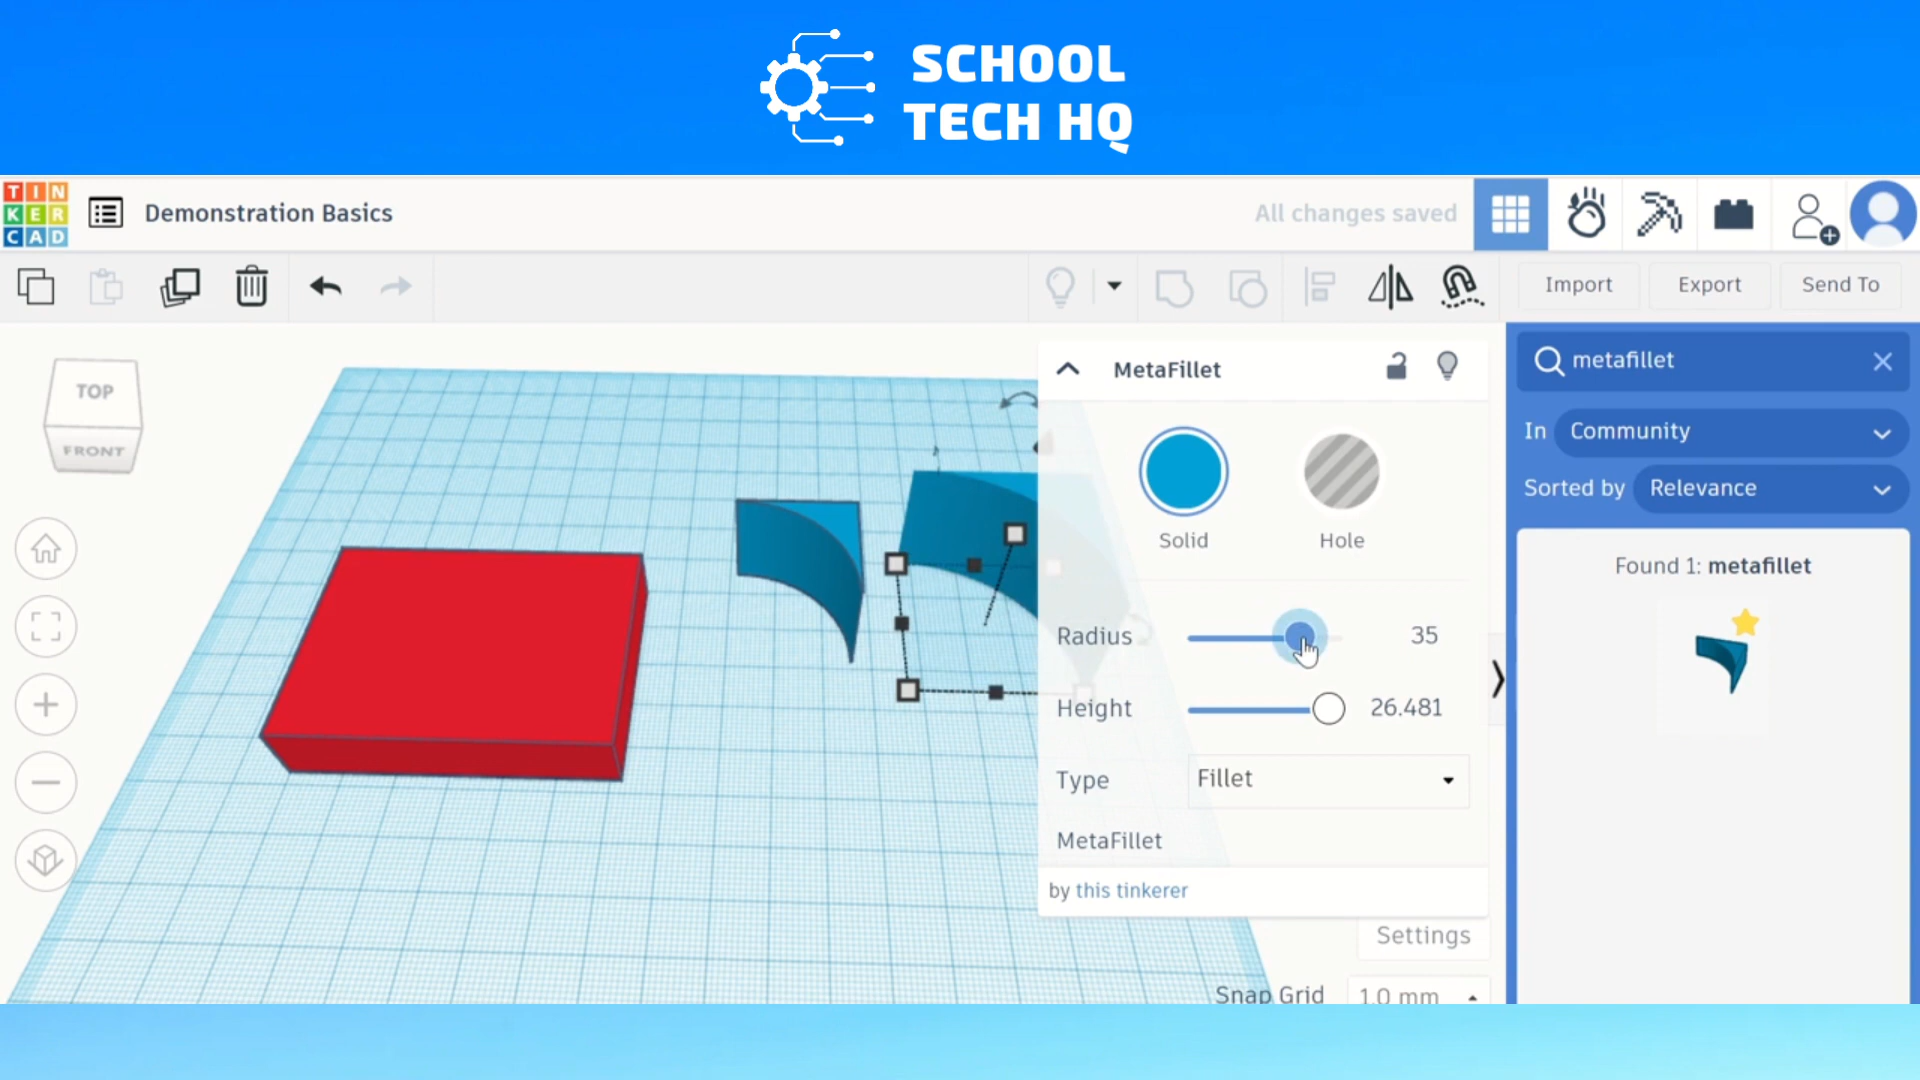 SCHOOL
TECH HQ
TIN
KER
CAD
Demonstration Basics
All changes saved
Import
Export
Send To
TOP
FRONT
MetaFillet
Solid
Hole
Radius
35
Height
26.481
Type
Fillet
MetaFillet
by this tinkerer
Settings
Snap Grid
1.0 mm
metafillet
In
Community
Sorted by
Relevance
Found 1: metafillet